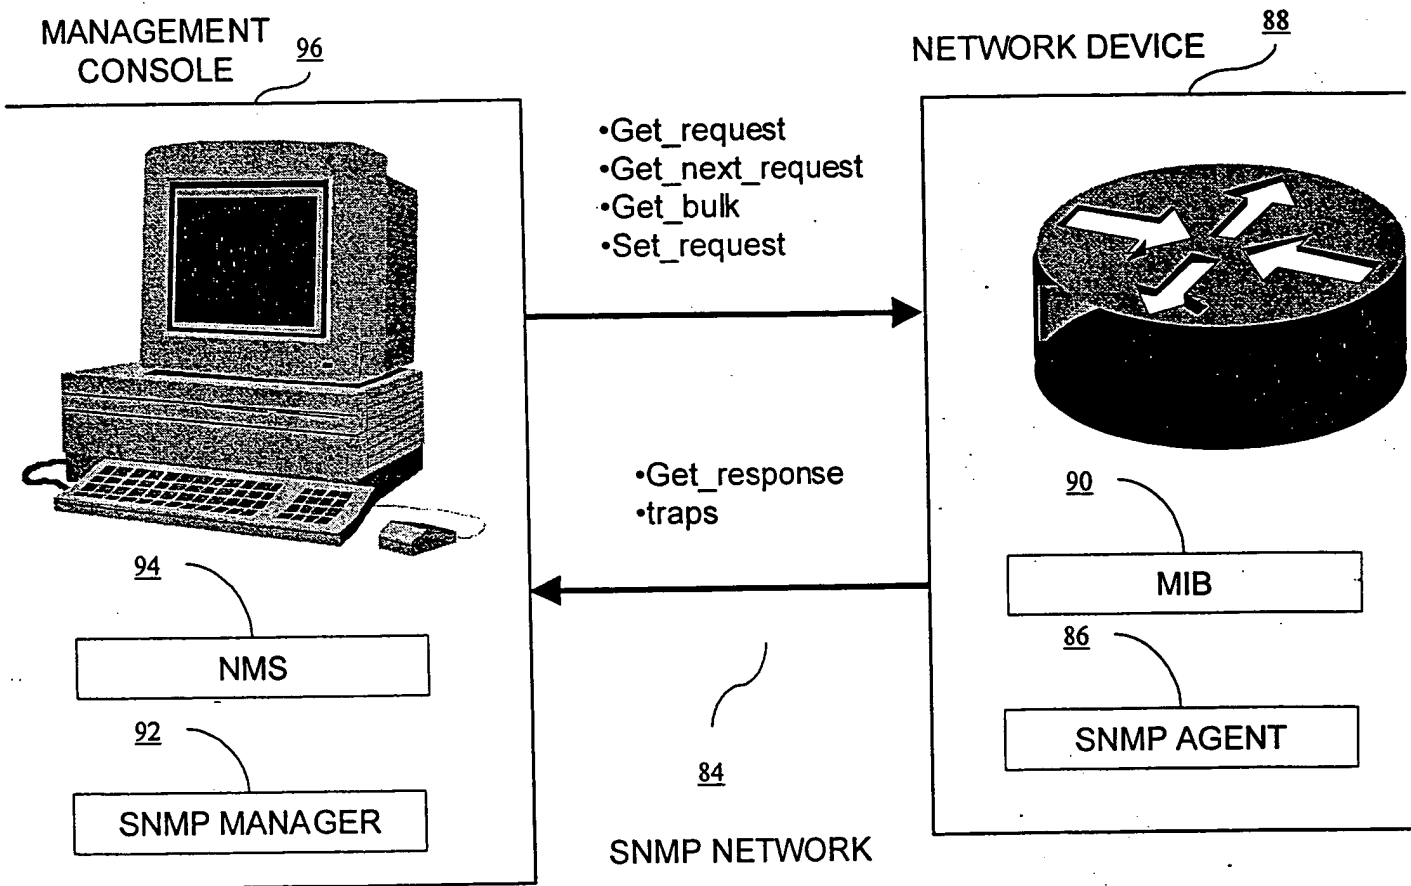 MANAGEMENT
CONSOLE
96
NETWORK DEVICE
88
•Get_request
•Get_next_request
•Get_bulk
•Set_request
•Get_response
•traps
94
NMS
92
SNMP MANAGER
90
MIB
86
SNMP AGENT
84
SNMP NETWORK